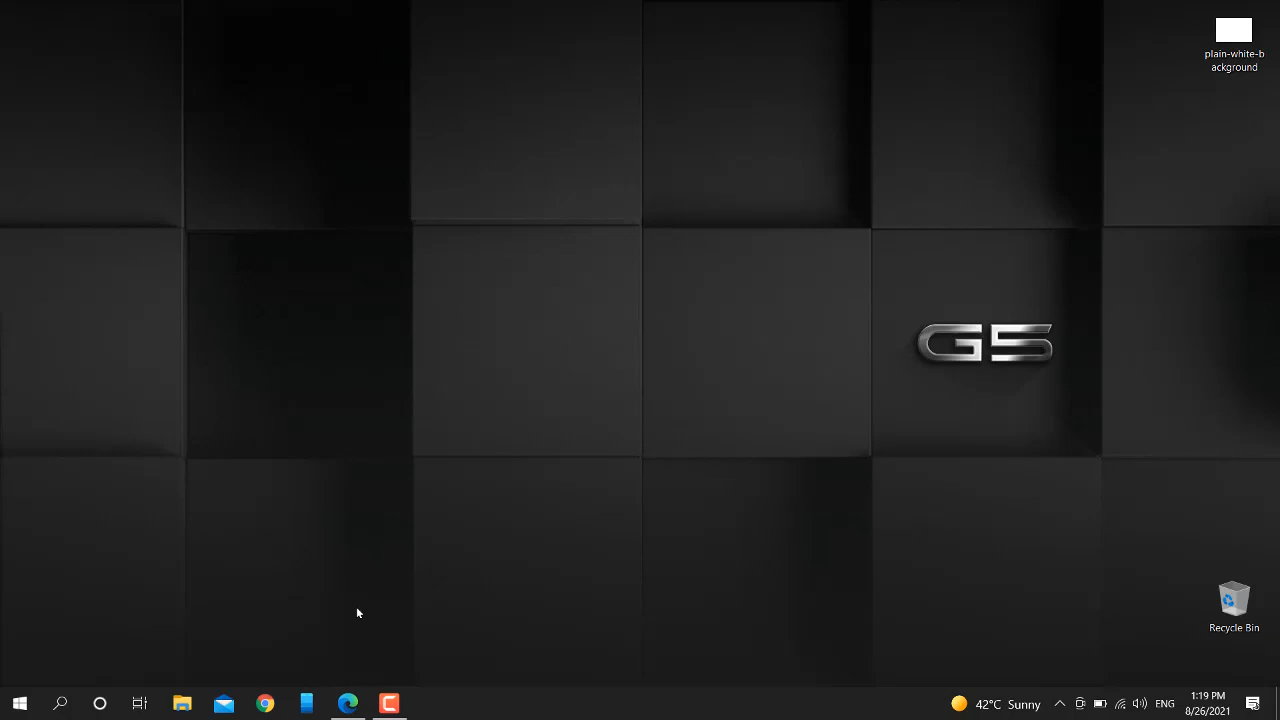 plain-white-b
ackground
G5
Recycle Bin
42°C Sunny
ENG
1:19 PM
8/26/2021